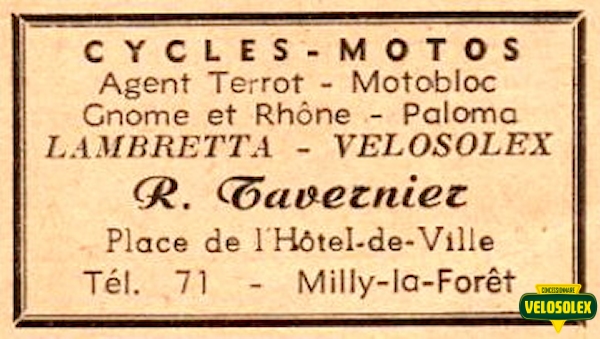 CYCLES - MOTOS
Agent Terrot - Motobloc
Gnome et Rhône - Paloma
LAMBRETTA - VELOSOLEX
R. Tavernier
Place de l'Hôtel-de-Ville
Tél. 71 - Milly-la-Forêt
CONCESSIONNAIRE
VELOSOLEX